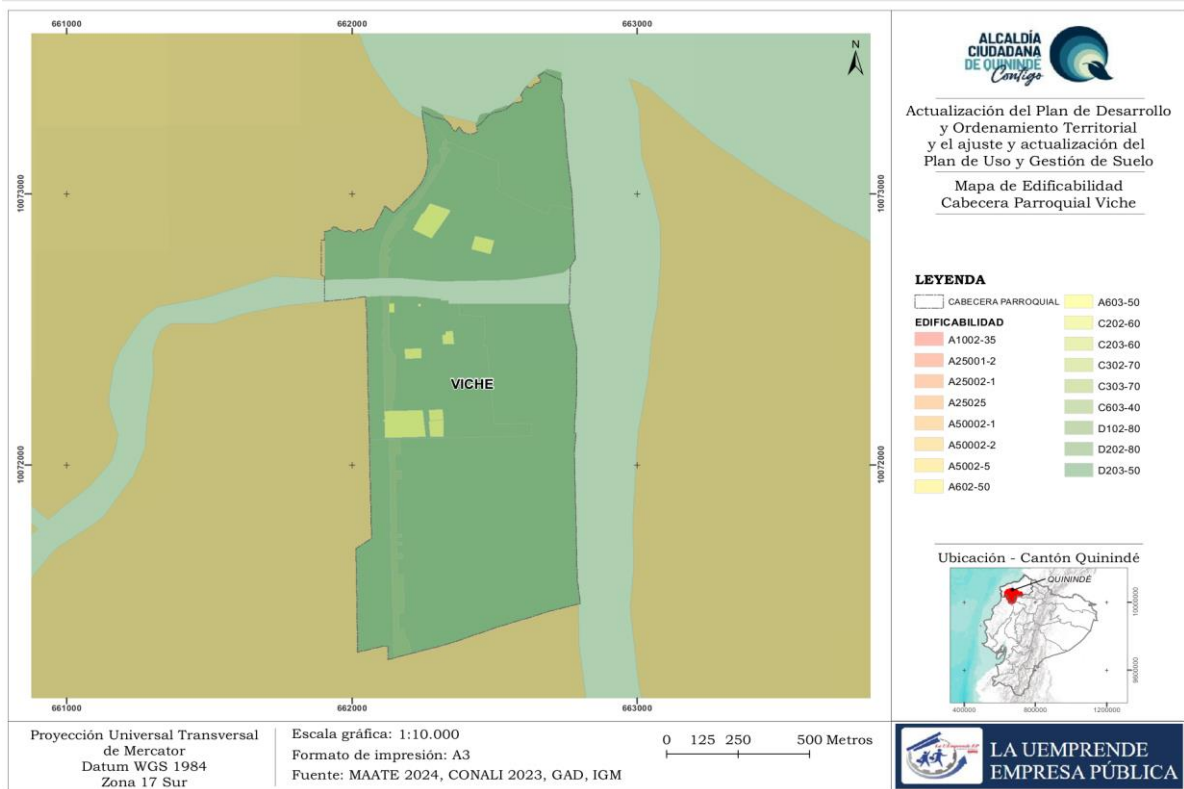 661000
662000
663000
10073000
10073000
10072000
10072000
N
VICHE
661000
662000
663000
ALCALDÍA
CIUDADANA
DE QUININDÉ
Contigo
Actualización del Plan de Desarrollo
y Ordenamiento Territorial
y el ajuste y actualización del
Plan de Uso y Gestión de Suelo
Mapa de Edificabilidad
Cabecera Parroquial Viche
LEYENDA
CABECERA PARROQUIAL
EDIFICABILIDAD
A1002-35
A25001-2
A25002-1
A25025
A50002-1
A50002-2
A5002-5
A602-50
A603-50
C202-60
C203-60
C302-70
C303-70
C603-40
D102-80
D202-80
D203-50
Ubicación - Cantón Quinindé
QUININDÉ
10000000
9800000
400000
800000
1200000
Proyección Universal Transversal
de Mercator
Datum WGS 1984
Zona 17 Sur
Escala gráfica: 1:10.000
Formato de impresión: A3
Fuente: MAATE 2024, CONALI 2023, GAD, IGM
0 125 250 500 Metros
LA UEMPRENDE
EMPRESA PÚBLICA